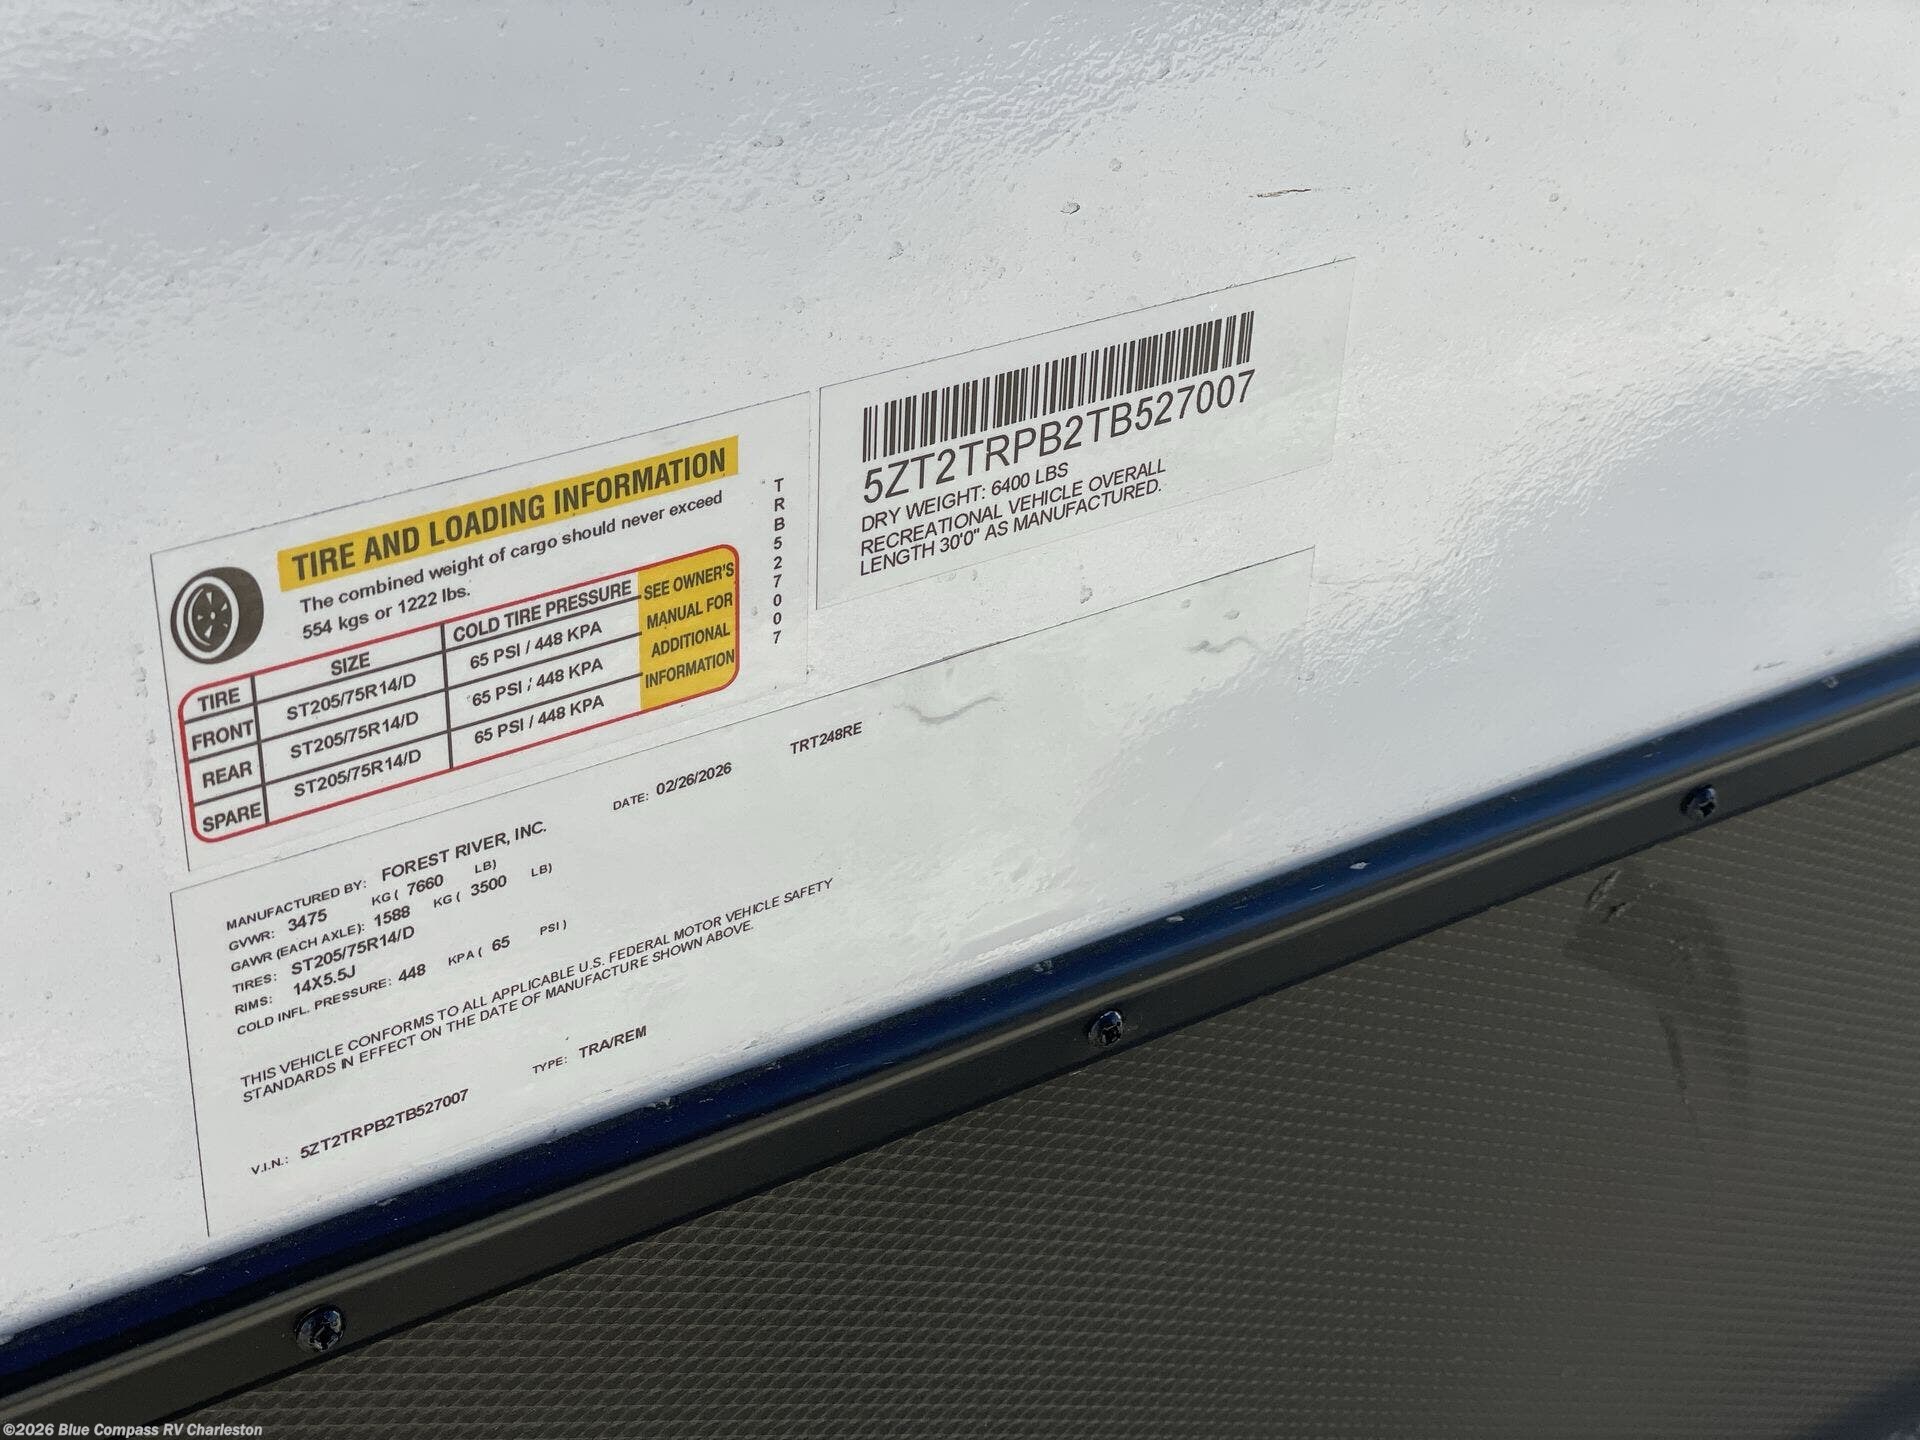 TIRE AND LOADING INFORMATION
The combined weight of cargo should never exceed
554 kgs or 1222 lbs.
TIRE SIZE COLD TIRE PRESSURE SEE OWNER'S MANUAL FOR ADDITIONAL INFORMATION
FRONT ST205/75R14/D 65 PSI / 448 KPA
REAR ST205/75R14/D 65 PSI / 448 KPA
SPARE ST205/75R14/D 65 PSI / 448 KPA
TRB527007
5ZT2TRPB2TB527007
DRY WEIGHT: 6400 LBS
RECREATIONAL VEHICLE OVERALL
LENGTH 30'0" AS MANUFACTURED.
MANUFACTURED BY: FOREST RIVER, INC. DATE: 02/26/2026 TRT248RE
GVWR: 3475 KG ( 7660 LB)
GAWR (EACH AXLE): 1588 KG ( 3500 LB)
TIRES: ST205/75R14/D
RIMS: 14X5.5J
COLD INFL. PRESSURE: 448 KPA ( 65 PSI )
THIS VEHICLE CONFORMS TO ALL APPLICABLE U.S. FEDERAL MOTOR VEHICLE SAFETY
STANDARDS IN EFFECT ON THE DATE OF MANUFACTURE SHOWN ABOVE.
V.I.N.: 5ZT2TRPB2TB527007 TYPE: TRA/REM
©2026 Blue Compass RV Charleston